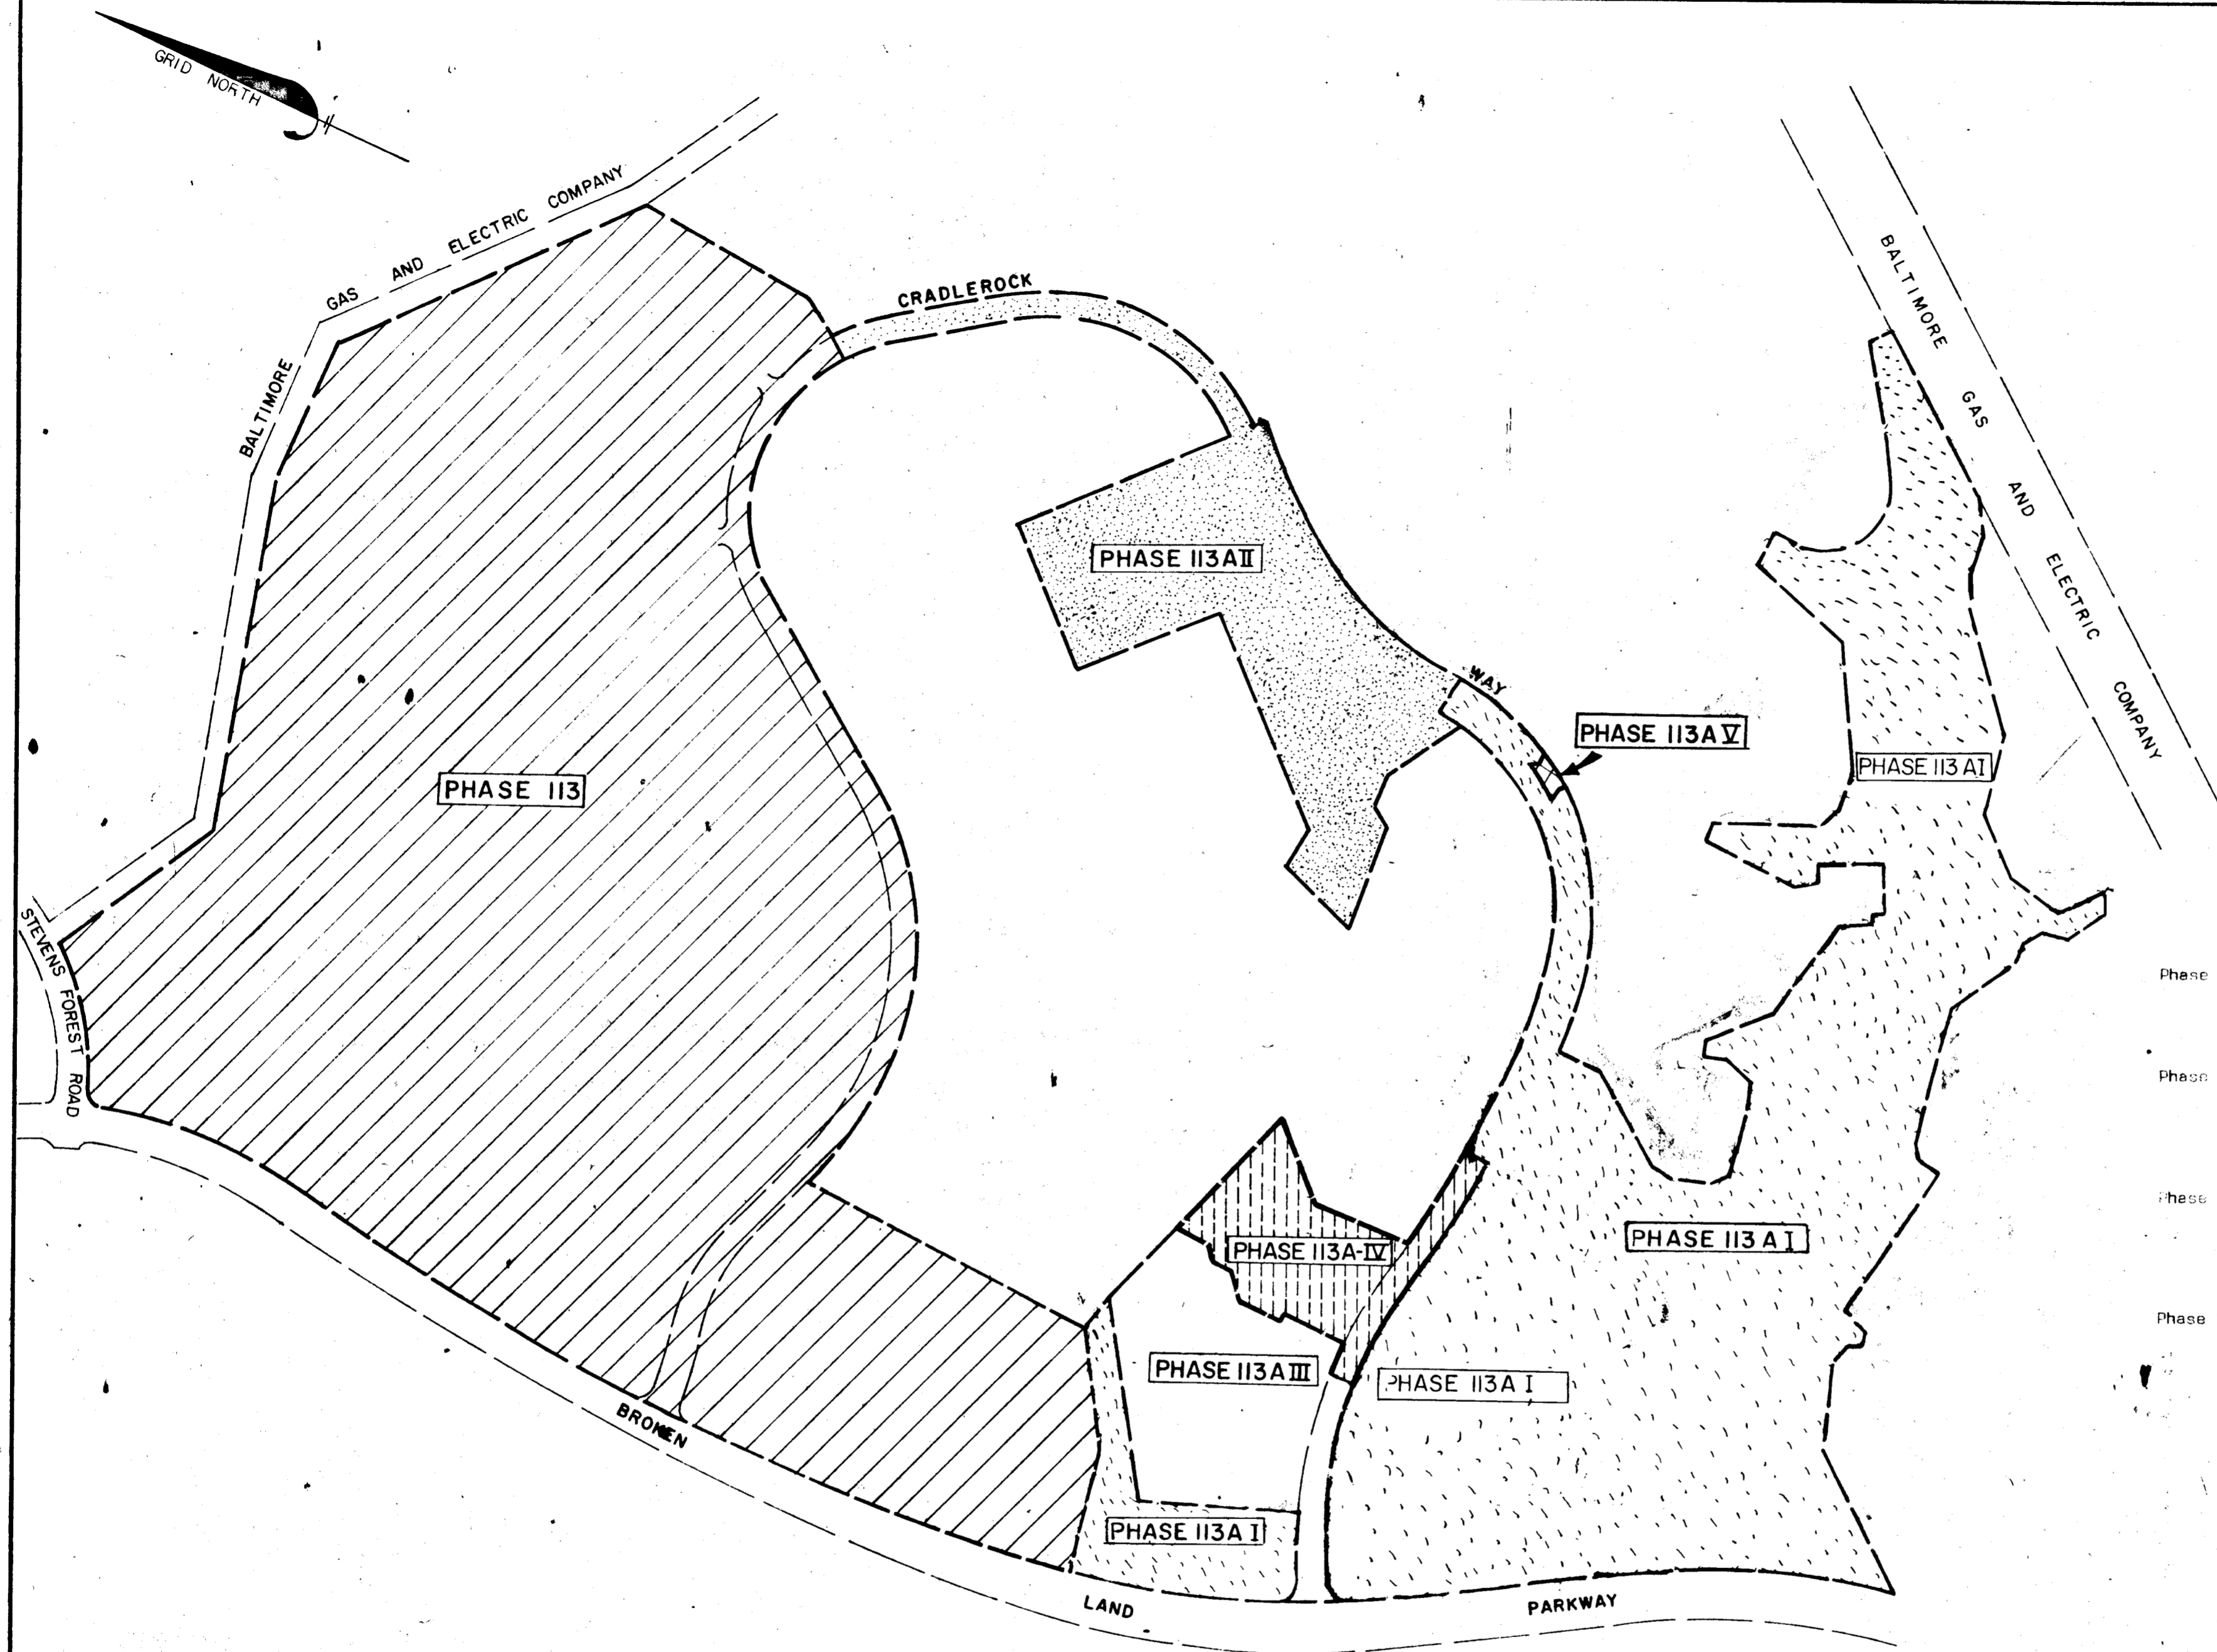 GRID NORTH
BALTIMORE GAS AND ELECTRIC COMPANY
CRADLEROCK
WAY
BALTIMORE GAS AND ELECTRIC COMPANY
PHASE 113A II
PHASE 113A V
PHASE 113 AI
PHASE 113
STEVENS FOREST ROAD
Phase
Phase
Phase
Phase
PHASE 113A I
PHASE 113A-IV
PHASE 113A III
PHASE 113A I
PHASE 113A I
BROKEN
LAND
PARKWAY